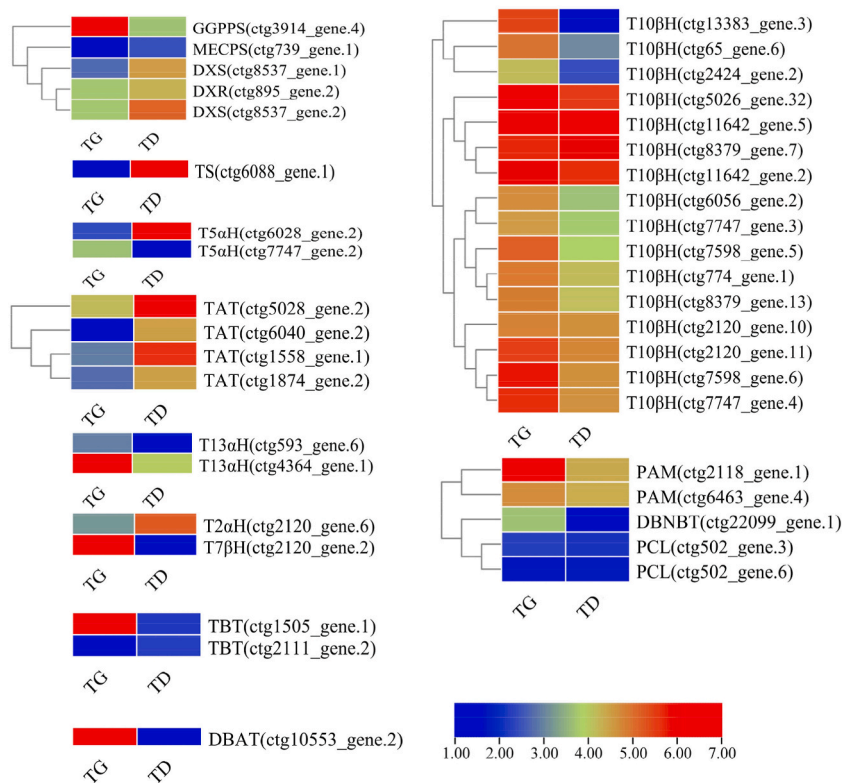 GGPPS(ctg3914_gene.4)
MECPS(ctg739_gene.1)
DXS(ctg8537_gene.1)
DXR(ctg895_gene.2)
DXS(ctg8537_gene.2)
TG TD
TS(ctg6088_gene.1)
TG TD
T5αH(ctg6028_gene.2)
T5αH(ctg7747_gene.2)
TG TD
TAT(ctg5028_gene.2)
TAT(ctg6040_gene.2)
TAT(ctg1558_gene.1)
TAT(ctg1874_gene.2)
TG TD
T13αH(ctg593_gene.6)
T13αH(ctg4364_gene.1)
TG TD
T2αH(ctg2120_gene.6)
T7βH(ctg2120_gene.2)
TG TD
TBT(ctg1505_gene.1)
TBT(ctg2111_gene.2)
TG TD
DBAT(ctg10553_gene.2)
TG TD
T10βH(ctg13383_gene.3)
T10βH(ctg65_gene.6)
T10βH(ctg2424_gene.2)
T10βH(ctg5026_gene.32)
T10βH(ctg11642_gene.5)
T10βH(ctg8379_gene.7)
T10βH(ctg11642_gene.2)
T10βH(ctg6056_gene.2)
T10βH(ctg7747_gene.3)
T10βH(ctg7598_gene.5)
T10βH(ctg774_gene.1)
T10βH(ctg8379_gene.13)
T10βH(ctg2120_gene.10)
T10βH(ctg2120_gene.11)
T10βH(ctg7598_gene.6)
T10βH(ctg7747_gene.4)
TG TD
PAM(ctg2118_gene.1)
PAM(ctg6463_gene.4)
DBNBT(ctg22099_gene.1)
PCL(ctg502_gene.3)
PCL(ctg502_gene.6)
TG TD
1.00 2.00 3.00 4.00 5.00 6.00 7.00